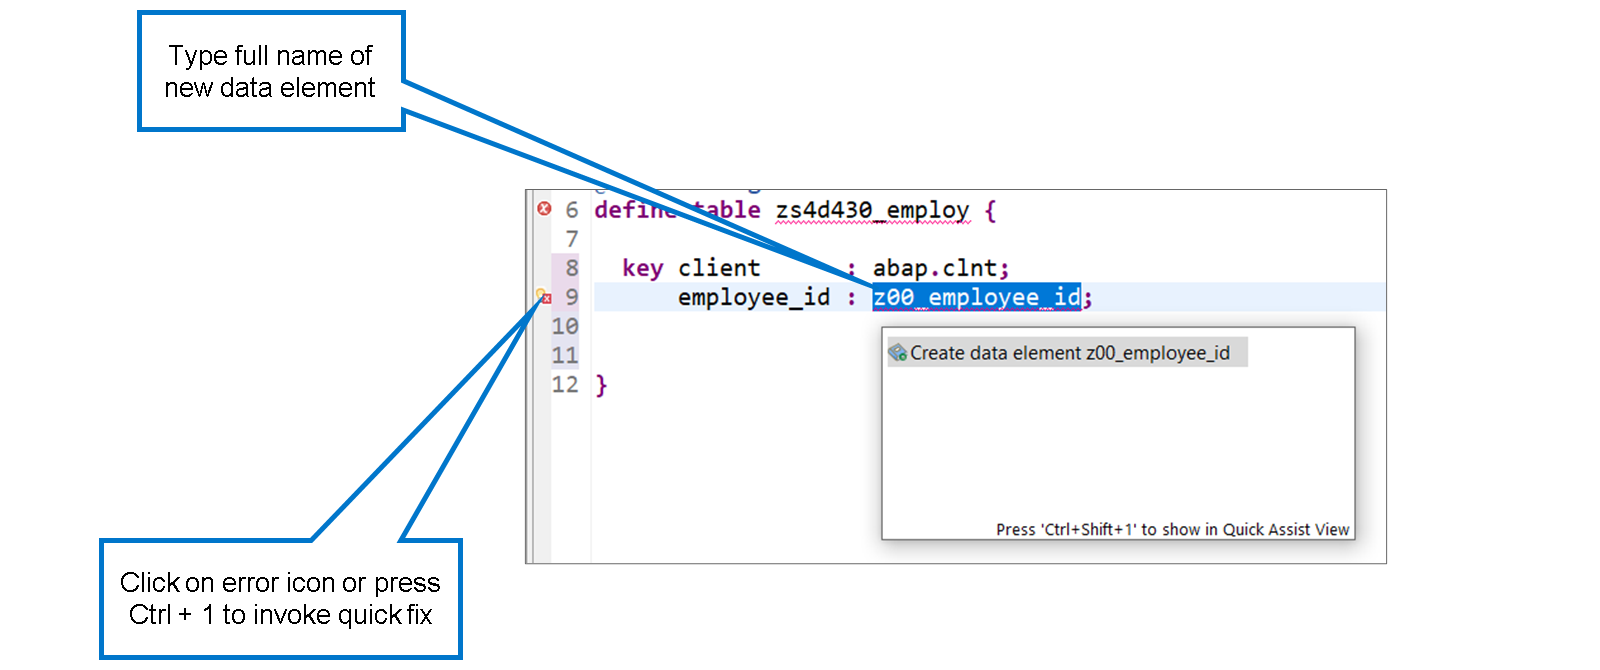 Type full name of
new data element
6 define table zs4d430_employ {
7
8 key client : abap.clnt;
9 employee_id : z00_employee_id;
10
11
12 }
Create data element z00_employee_id
Press 'Ctrl+Shift+1' to show in Quick Assist View
Click on error icon or press
Ctrl + 1 to invoke quick fix